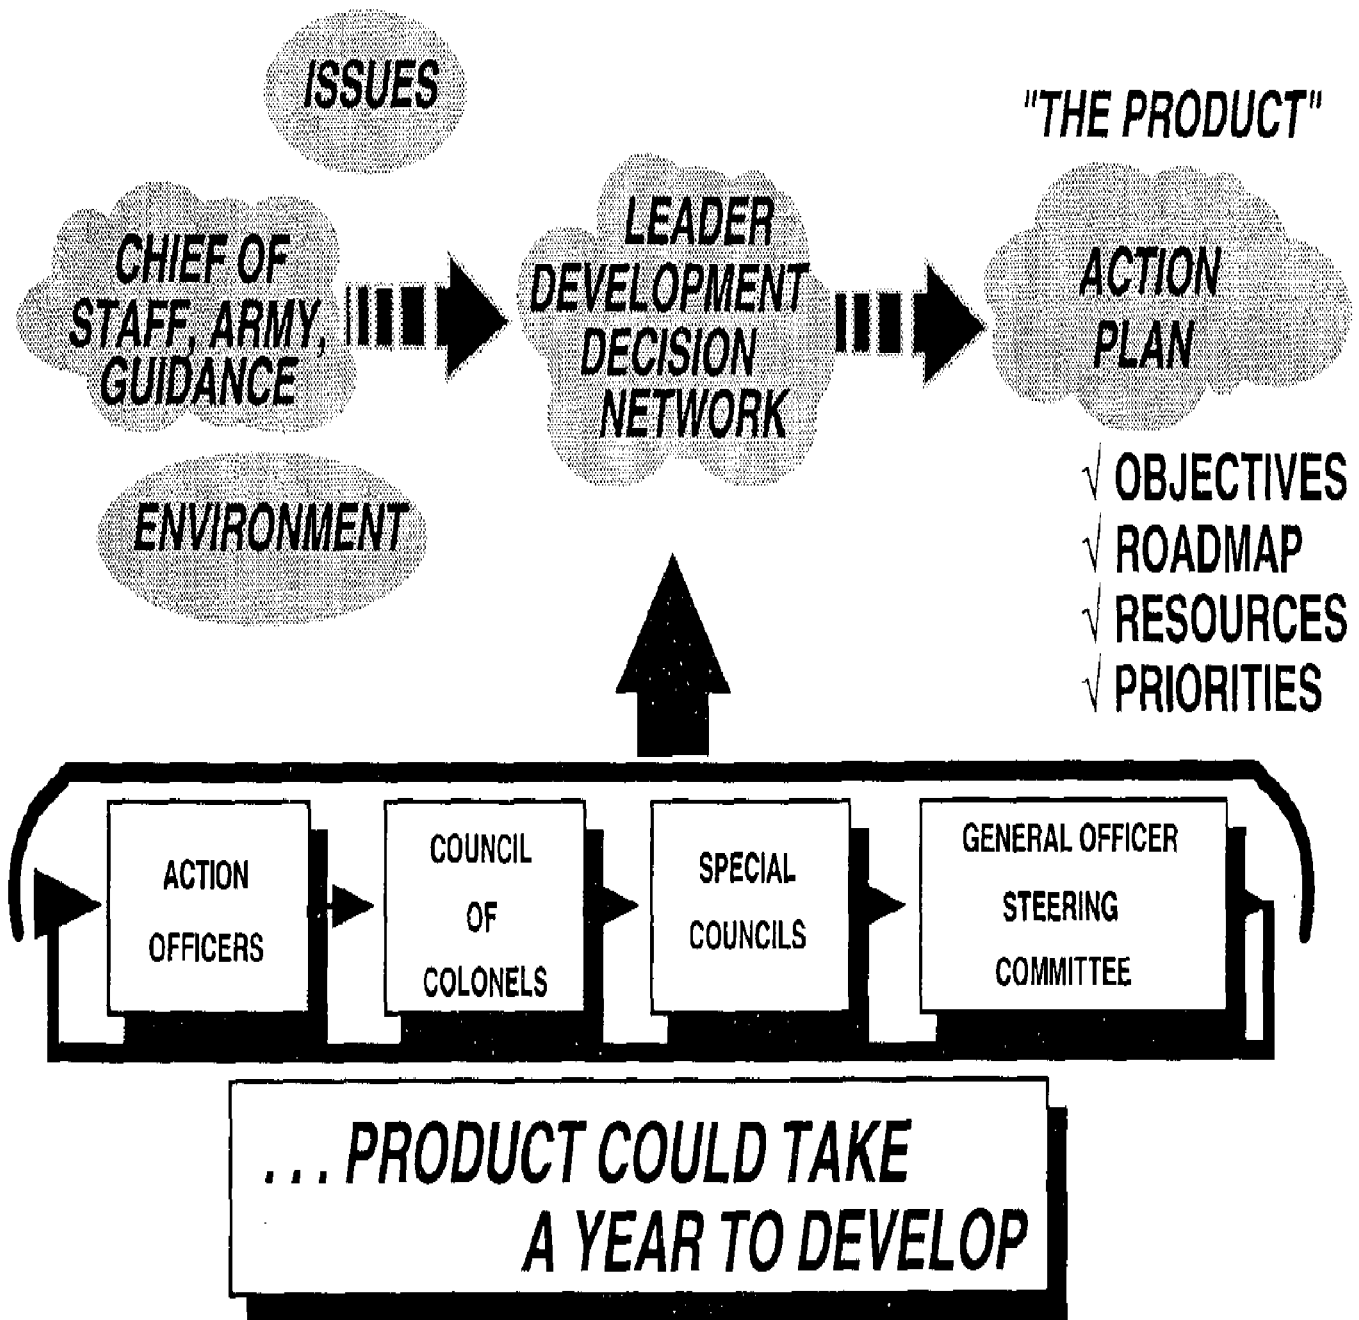 ISSUES
"THE PRODUCT"
CHIEF OF
STAFF, ARMY,
GUIDANCE
LEADER
DEVELOPMENT
DECISION
NETWORK
ACTION
PLAN
ENVIRONMENT
√ OBJECTIVES
√ ROADMAP
√ RESOURCES
√ PRIORITIES
ACTION
OFFICERS
COUNCIL
OF
COLONELS
SPECIAL
COUNCILS
GENERAL OFFICER
STEERING
COMMITTEE
. . . PRODUCT COULD TAKE
A YEAR TO DEVELOP